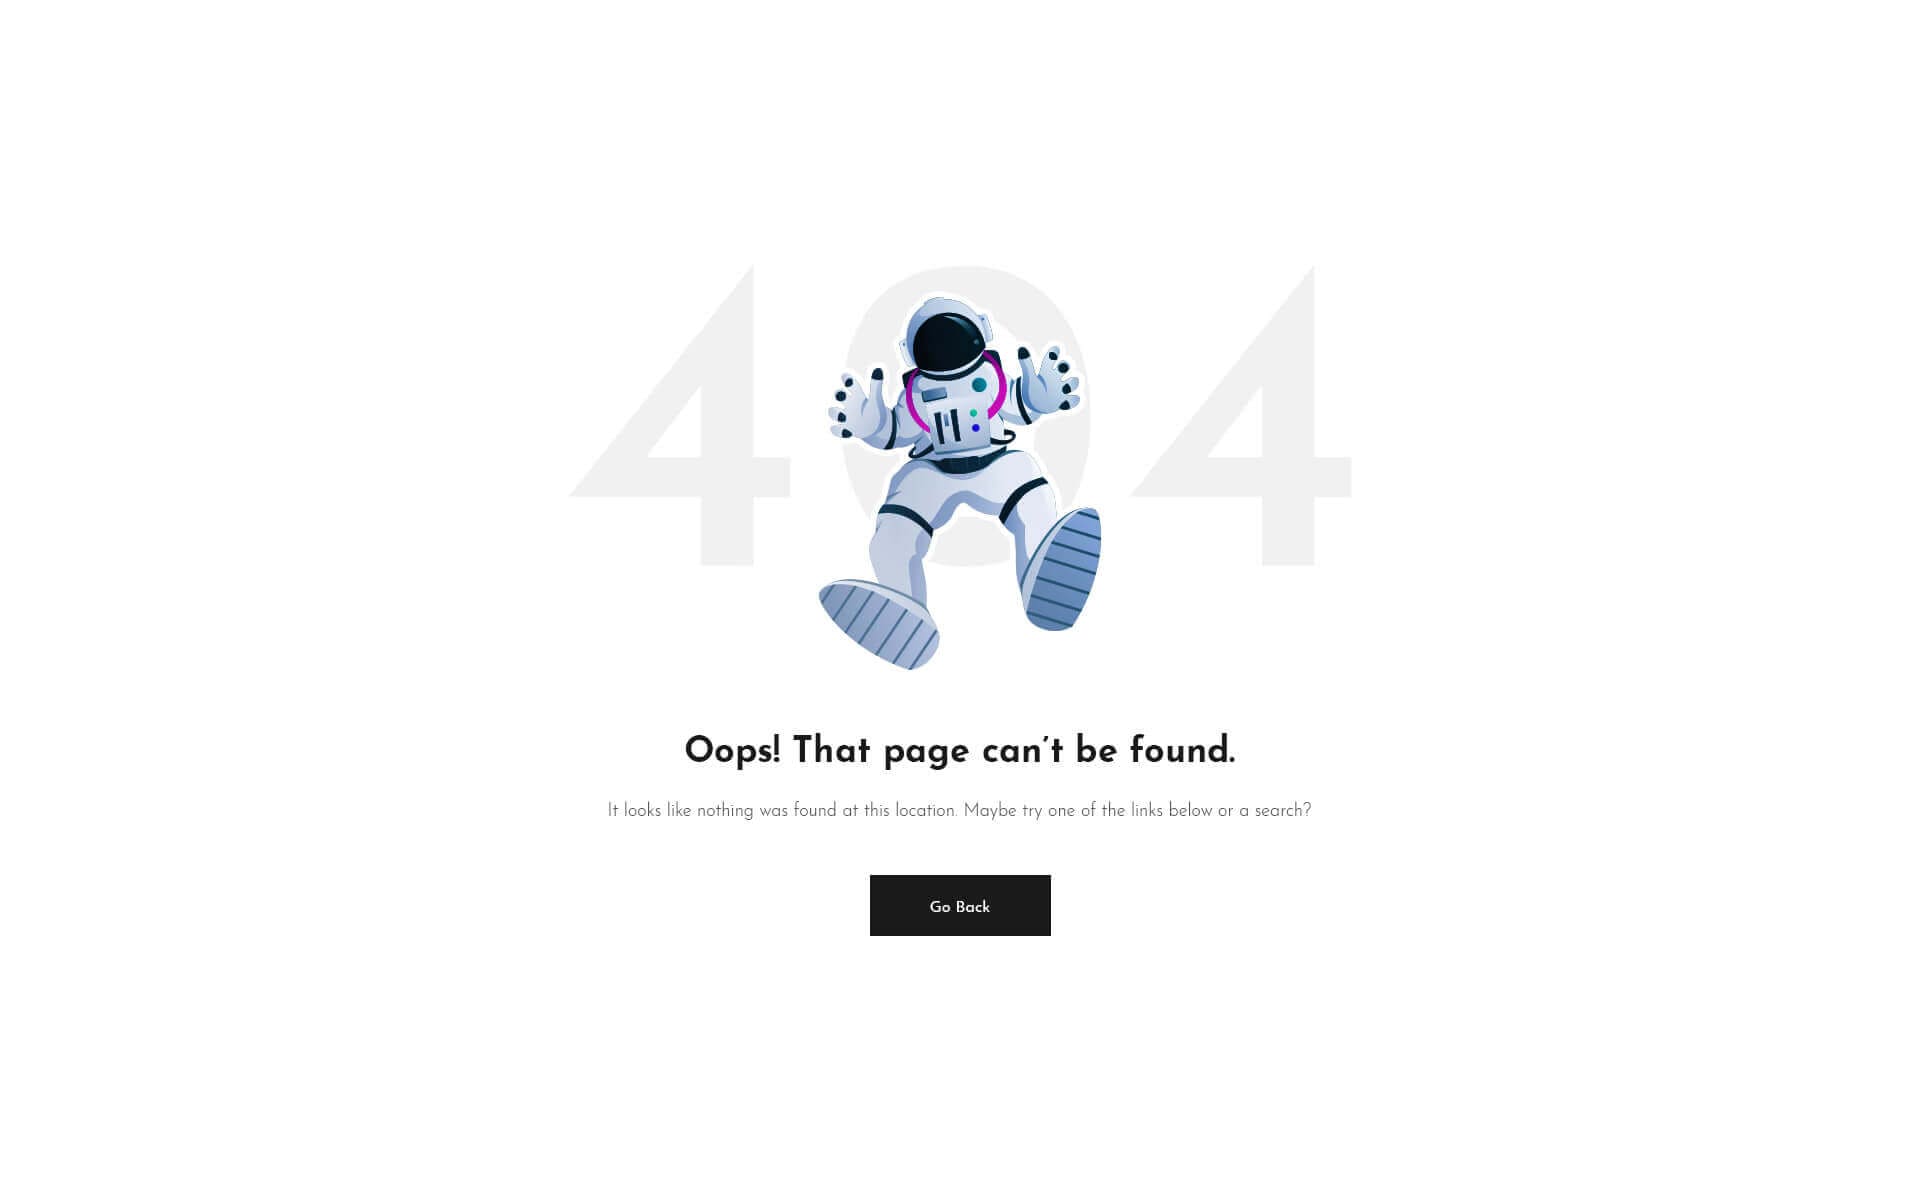 404
Oops! That page can't be found.
It looks like nothing was found at this location. Maybe try one of the links below or a search?
Go Back